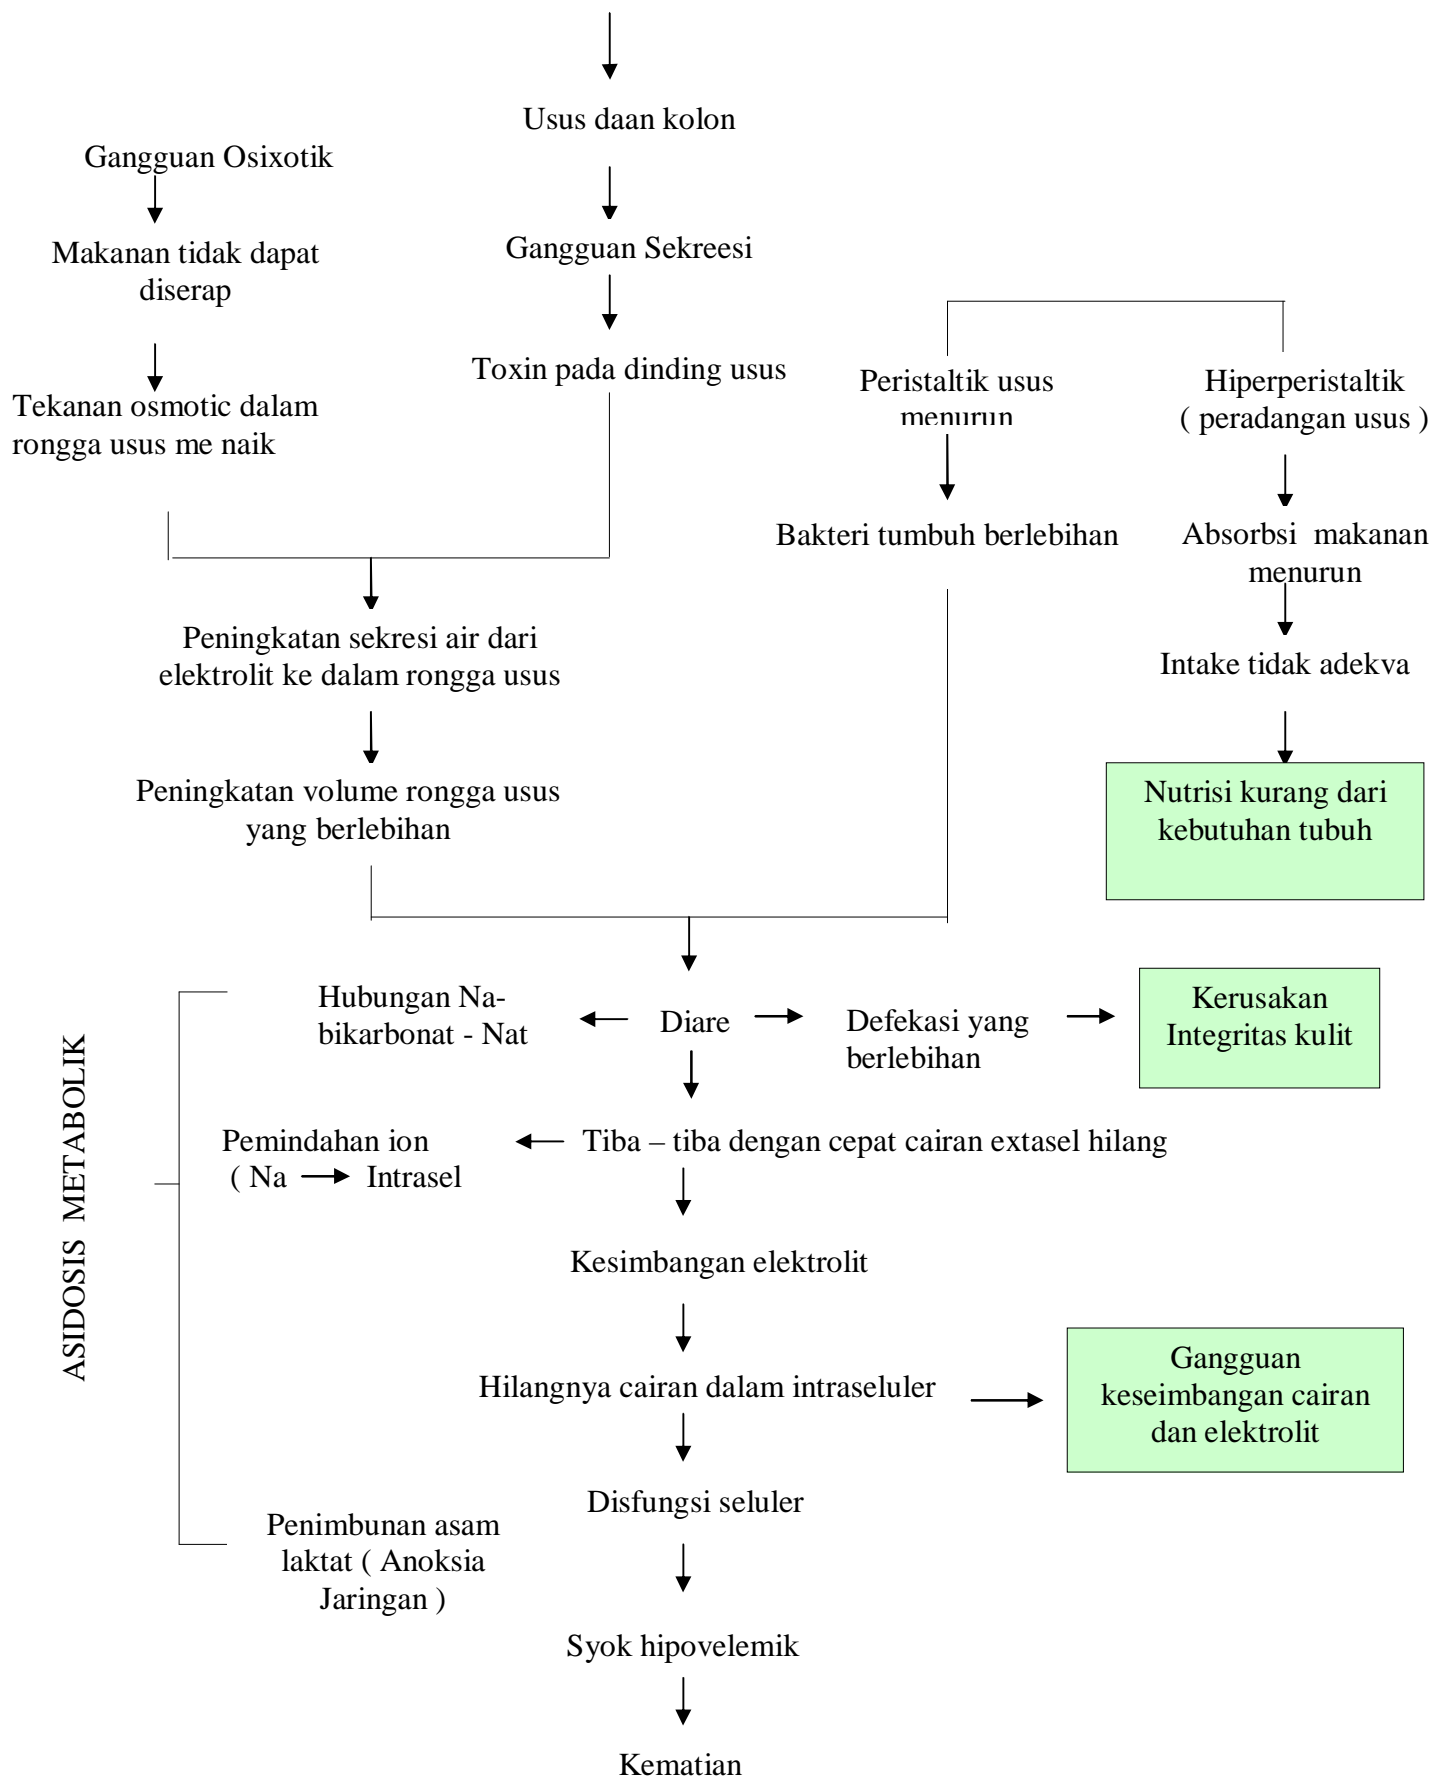 Usus daan kolon
Gangguan Osixotik
Makanan tidak dapat
diserap
Gangguan Sekreesi
Toxin pada dinding usus
Tekanan osmotic dalam
rongga usus me naik
Peristaltik usus
menurun
Hiperperistaltik
( peradangan usus )
Bakteri tumbuh berlebihan
Absorbsi makanan
menurun
Peningkatan sekresi air dari
elektrolit ke dalam rongga usus
Intake tidak adekva
Peningkatan volume rongga usus
yang berlebihan
Nutrisi kurang dari
kebutuhan tubuh
ASIDOSIS METABOLIK
Hubungan Na-
bikarbonat - Nat
Diare
Defekasi yang
berlebihan
Kerusakan
Integritas kulit
Pemindahan ion
( Na → Intrasel
Tiba – tiba dengan cepat cairan extasel hilang
Kesimbangan elektrolit
Hilangnya cairan dalam intraseluler
Gangguan
keseimbangan cairan
dan elektrolit
Disfungsi seluler
Penimbunan asam
laktat ( Anoksia
Jaringan )
Syok hipovelemik
Kematian